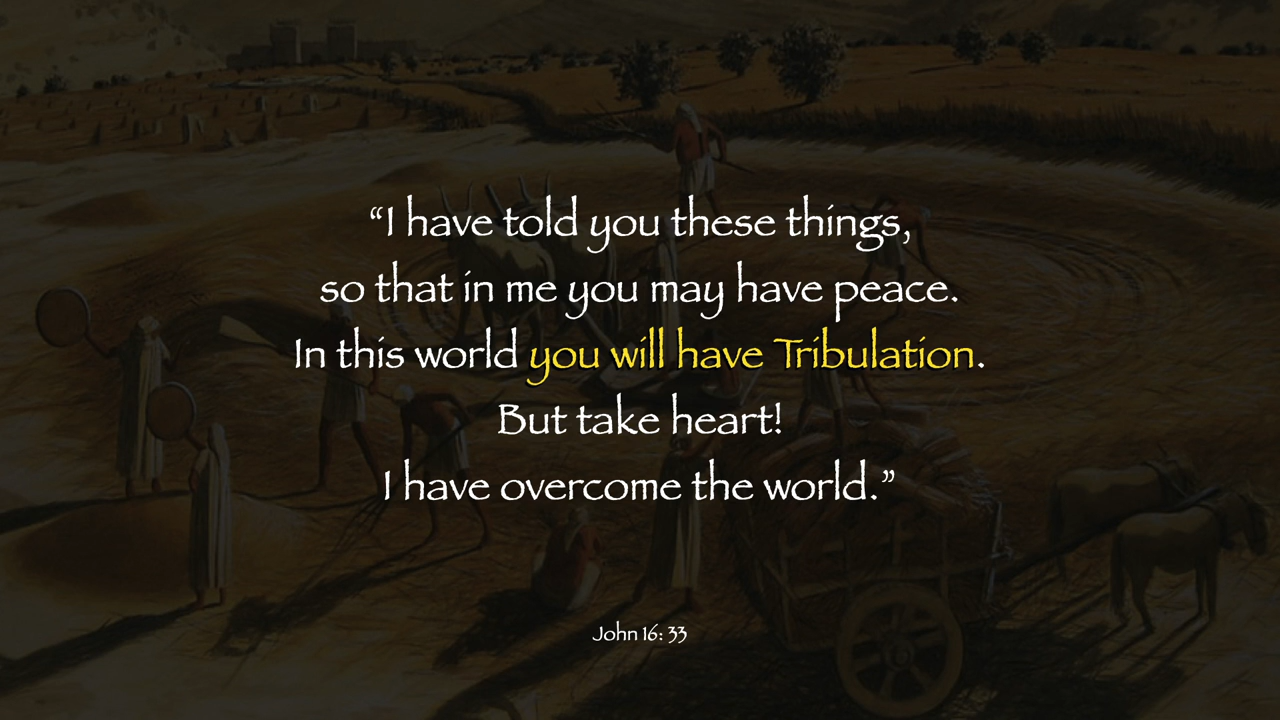 “I have told you these things,
so that in me you may have peace.
In this world you will have Tribulation.
But take heart!
I have overcome the world.”
John 16: 33